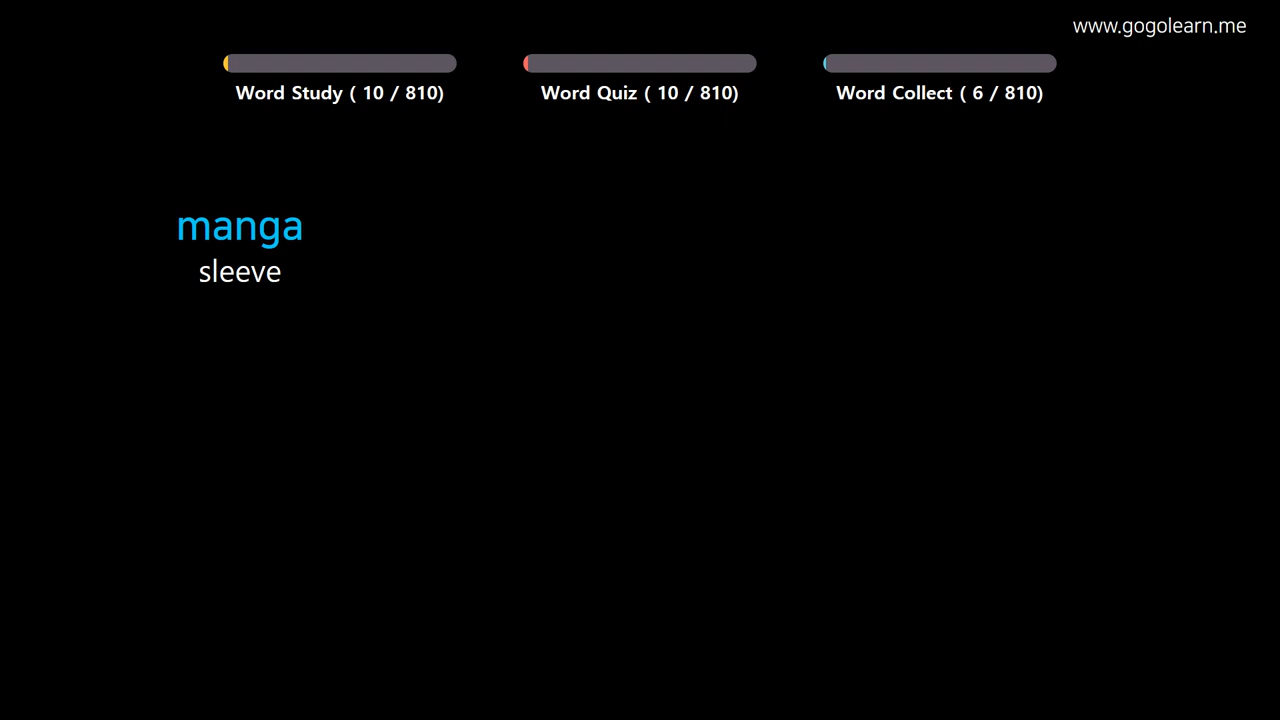 www.gogolearn.me
Word Study ( 10 / 810)
Word Quiz ( 10 / 810)
Word Collect ( 6 / 810)
manga
sleeve